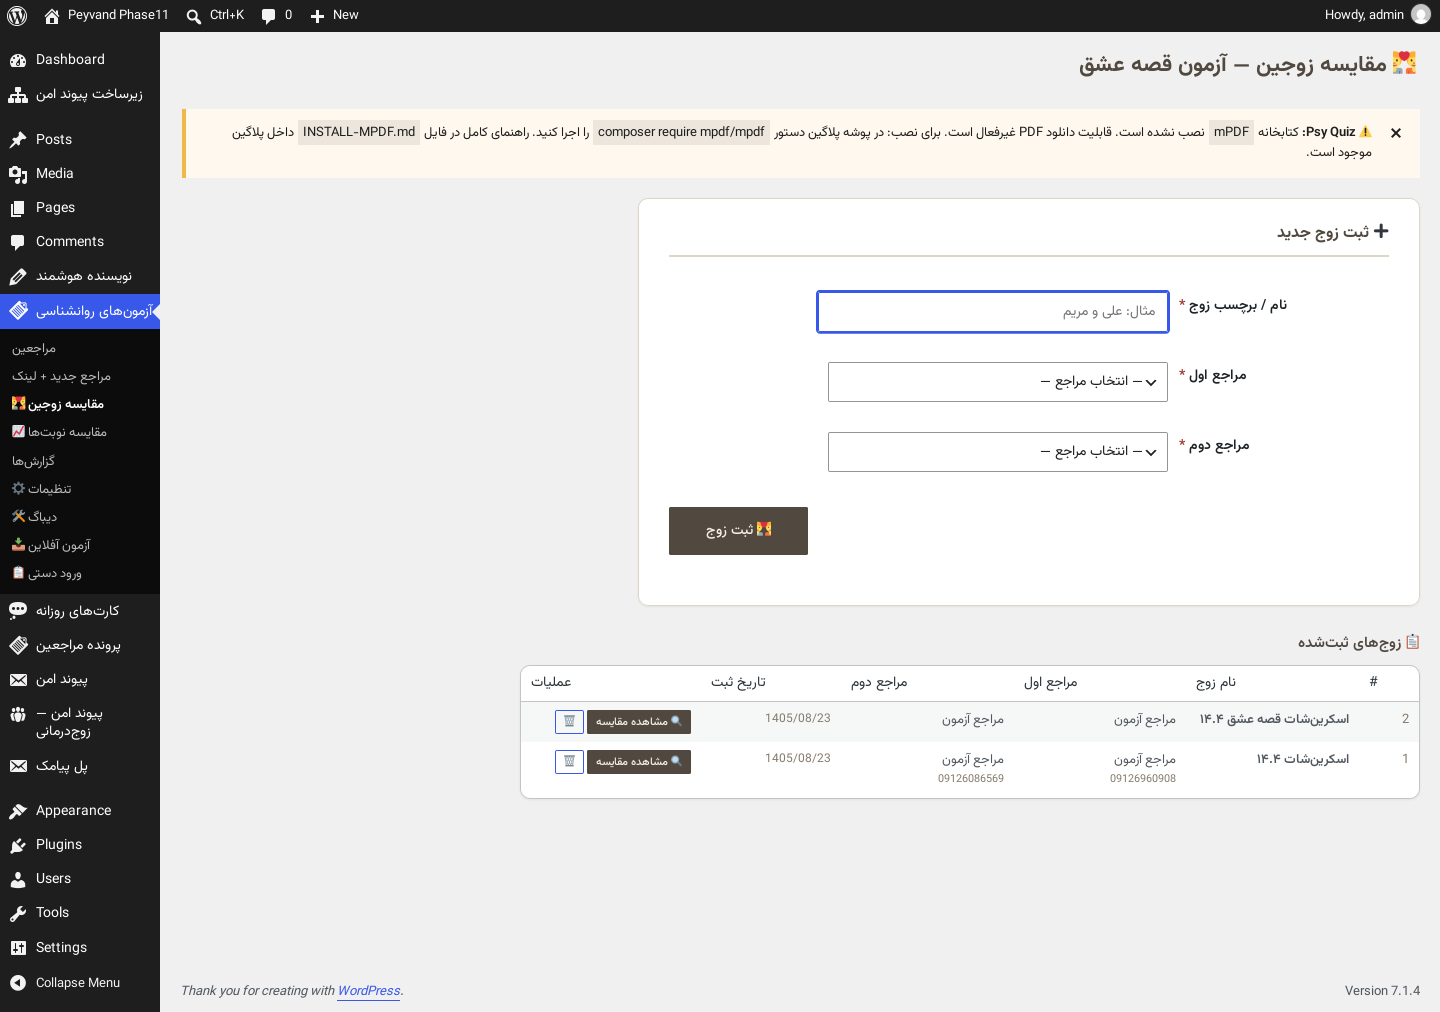 Peyvand Phase11
Ctrl+K
0
New
Howdy, admin
Dashboard
زیرساخت پیوند امن
Posts
Media
Pages
Comments
نویسنده هوشمند
آزمون‌های روانشناسی
مراجعین
مراجع جدید + لینک
مقایسه زوجین
مقایسه نوبت‌ها
گزارش‌ها
تنظیمات
دیباگ
آزمون آفلاین
ورود دستی
کارت‌های روزانه
پرونده مراجعین
پیوند امن
پیوند امن —
زوج‌درمانی
پل پیامک
Appearance
Plugins
Users
Tools
Settings
Collapse Menu
مقایسه زوجین — آزمون قصه عشق
Psy Quiz: کتابخانه mPDF نصب نشده است. قابلیت دانلود PDF غیرفعال است. برای نصب: در پوشه پلاگین دستور composer require mpdf/mpdf را اجرا کنید. راهنمای کامل در فایل INSTALL-MPDF.md داخل پلاگین
موجود است.
ثبت زوج جدید
نام / برچسب زوج *
مثال: علی و مریم
مراجع اول *
— انتخاب مراجع —
مراجع دوم *
— انتخاب مراجع —
ثبت زوج
زوج‌های ثبت‌شده
# نام زوج مراجع اول مراجع دوم تاریخ ثبت عملیات
2 اسکرین‌شات قصه عشق ۱۴.۴ مراجع آزمون مراجع آزمون 1405/08/23 مشاهده مقایسه
1 اسکرین‌شات ۱۴.۴ مراجع آزمون مراجع آزمون 1405/08/23 مشاهده مقایسه
09126960908 09126086569
Thank you for creating with WordPress.
Version 7.1.4